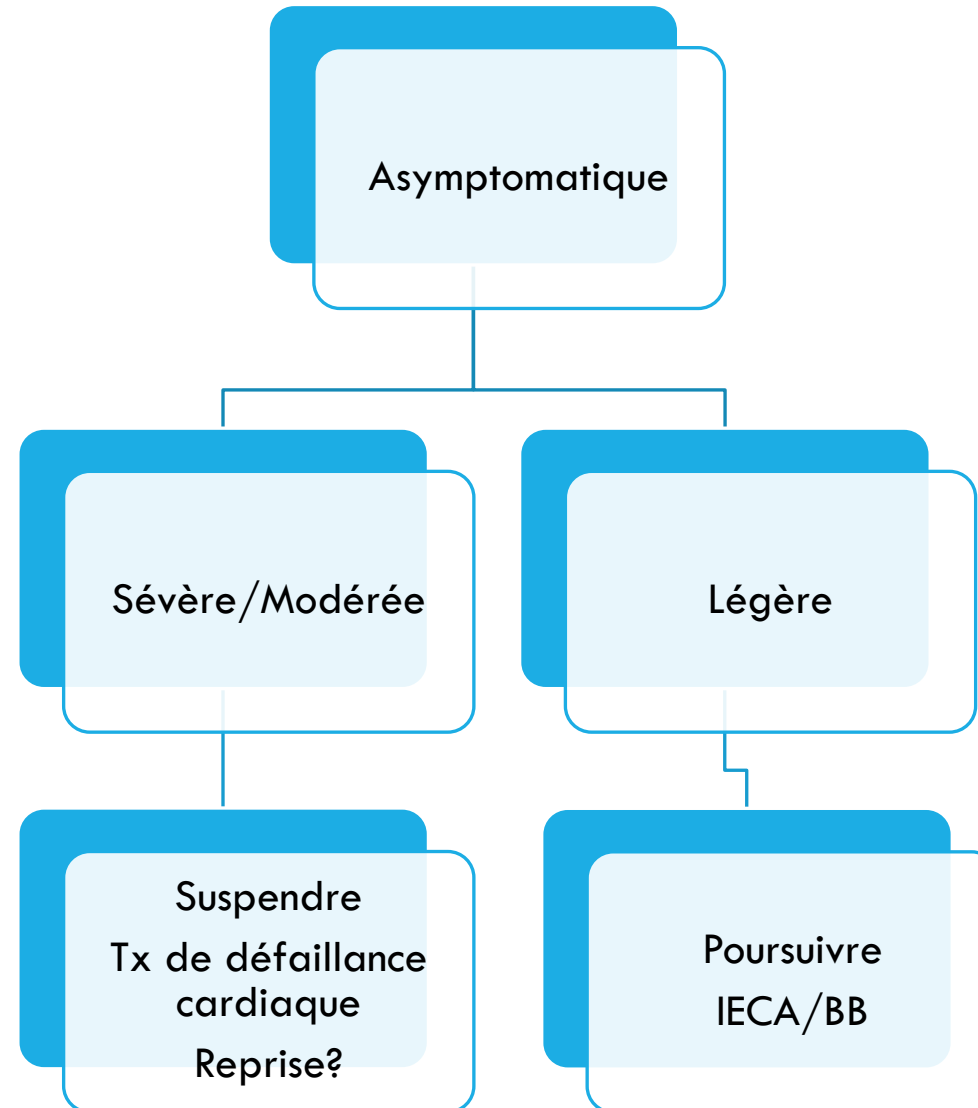 Asymptomatique
Sévère/Modérée
Légère
Suspendre
Tx de défaillance
cardiaque
Reprise?
Poursuivre
IECA/BB